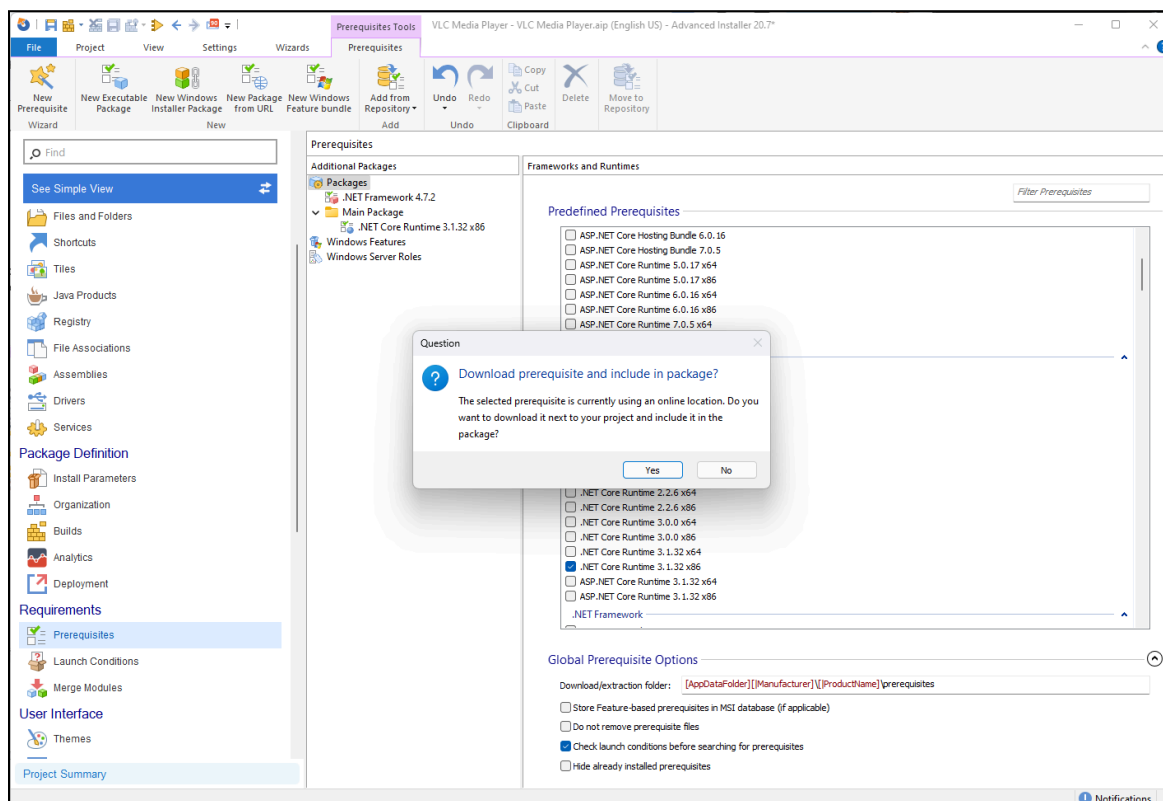 Prerequisites Tools
VLC Media Player - VLC Media Player.aip (English US) - Advanced Installer 20.7*
File
Project
View
Settings
Wizards
Prerequisites
New
Prerequisite
New Executable
Package
New Windows
Installer Package
New Package
from URL
New Windows
Feature bundle
Add from
Repository
Undo
Redo
Copy
Cut
Paste
Delete
Move to
Repository
Wizard
New
Add
Undo
Clipboard
Find
See Simple View
Files and Folders
Shortcuts
Tiles
Java Products
Registry
File Associations
Assemblies
Drivers
Services
Package Definition
Install Parameters
Organization
Builds
Analytics
Deployment
Requirements
Prerequisites
Launch Conditions
Merge Modules
User Interface
Themes
Project Summary
Prerequisites
Additional Packages
Packages
.NET Framework 4.7.2
Main Package
.NET Core Runtime 3.1.32 x86
Windows Features
Windows Server Roles
Frameworks and Runtimes
Filter Prerequisites
Predefined Prerequisites
ASP.NET Core Hosting Bundle 6.0.16
ASP.NET Core Hosting Bundle 7.0.5
ASP.NET Core Runtime 5.0.17 x64
ASP.NET Core Runtime 5.0.17 x86
ASP.NET Core Runtime 6.0.16 x64
ASP.NET Core Runtime 6.0.16 x86
ASP.NET Core Runtime 7.0.5 x64
Question
Download prerequisite and include in package?
The selected prerequisite is currently using an online location. Do you
want to download it next to your project and include it in the
package?
Yes
No
.NET Core Runtime 2.2.6 x64
.NET Core Runtime 2.2.6 x86
.NET Core Runtime 3.0.0 x64
.NET Core Runtime 3.0.0 x86
.NET Core Runtime 3.1.32 x64
.NET Core Runtime 3.1.32 x86
ASP.NET Core Runtime 3.1.32 x64
ASP.NET Core Runtime 3.1.32 x86
.NET Framework
Global Prerequisite Options
Download/extraction folder:
[AppDataFolder][|Manufacturer]\[|ProductName]\prerequisites
Store Feature-based prerequisites in MSI database (if applicable)
Do not remove prerequisite files
Check launch conditions before searching for prerequisites
Hide already installed prerequisites
Notifications